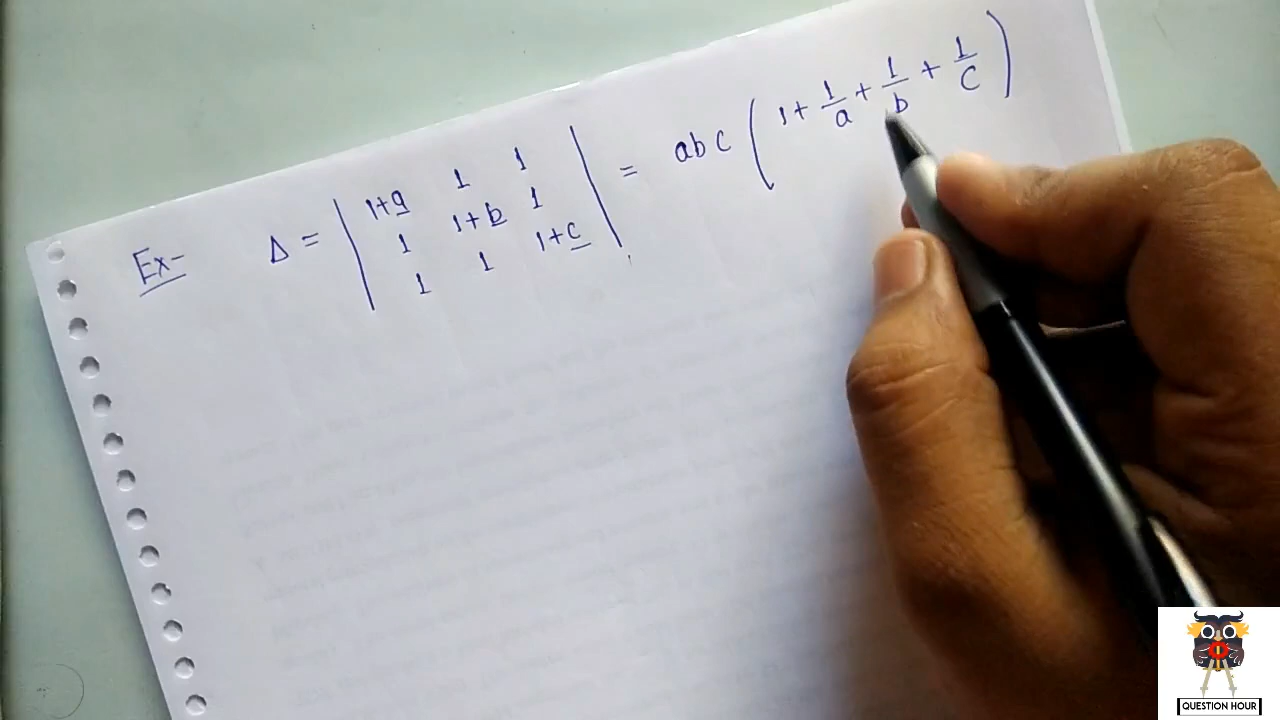 Ex- Δ = | 1+a 1 1 | = abc ( 1 + 1/a + 1/b + 1/c )
| 1 1+b 1 |
| 1 1 1+c |
QUESTION HOUR